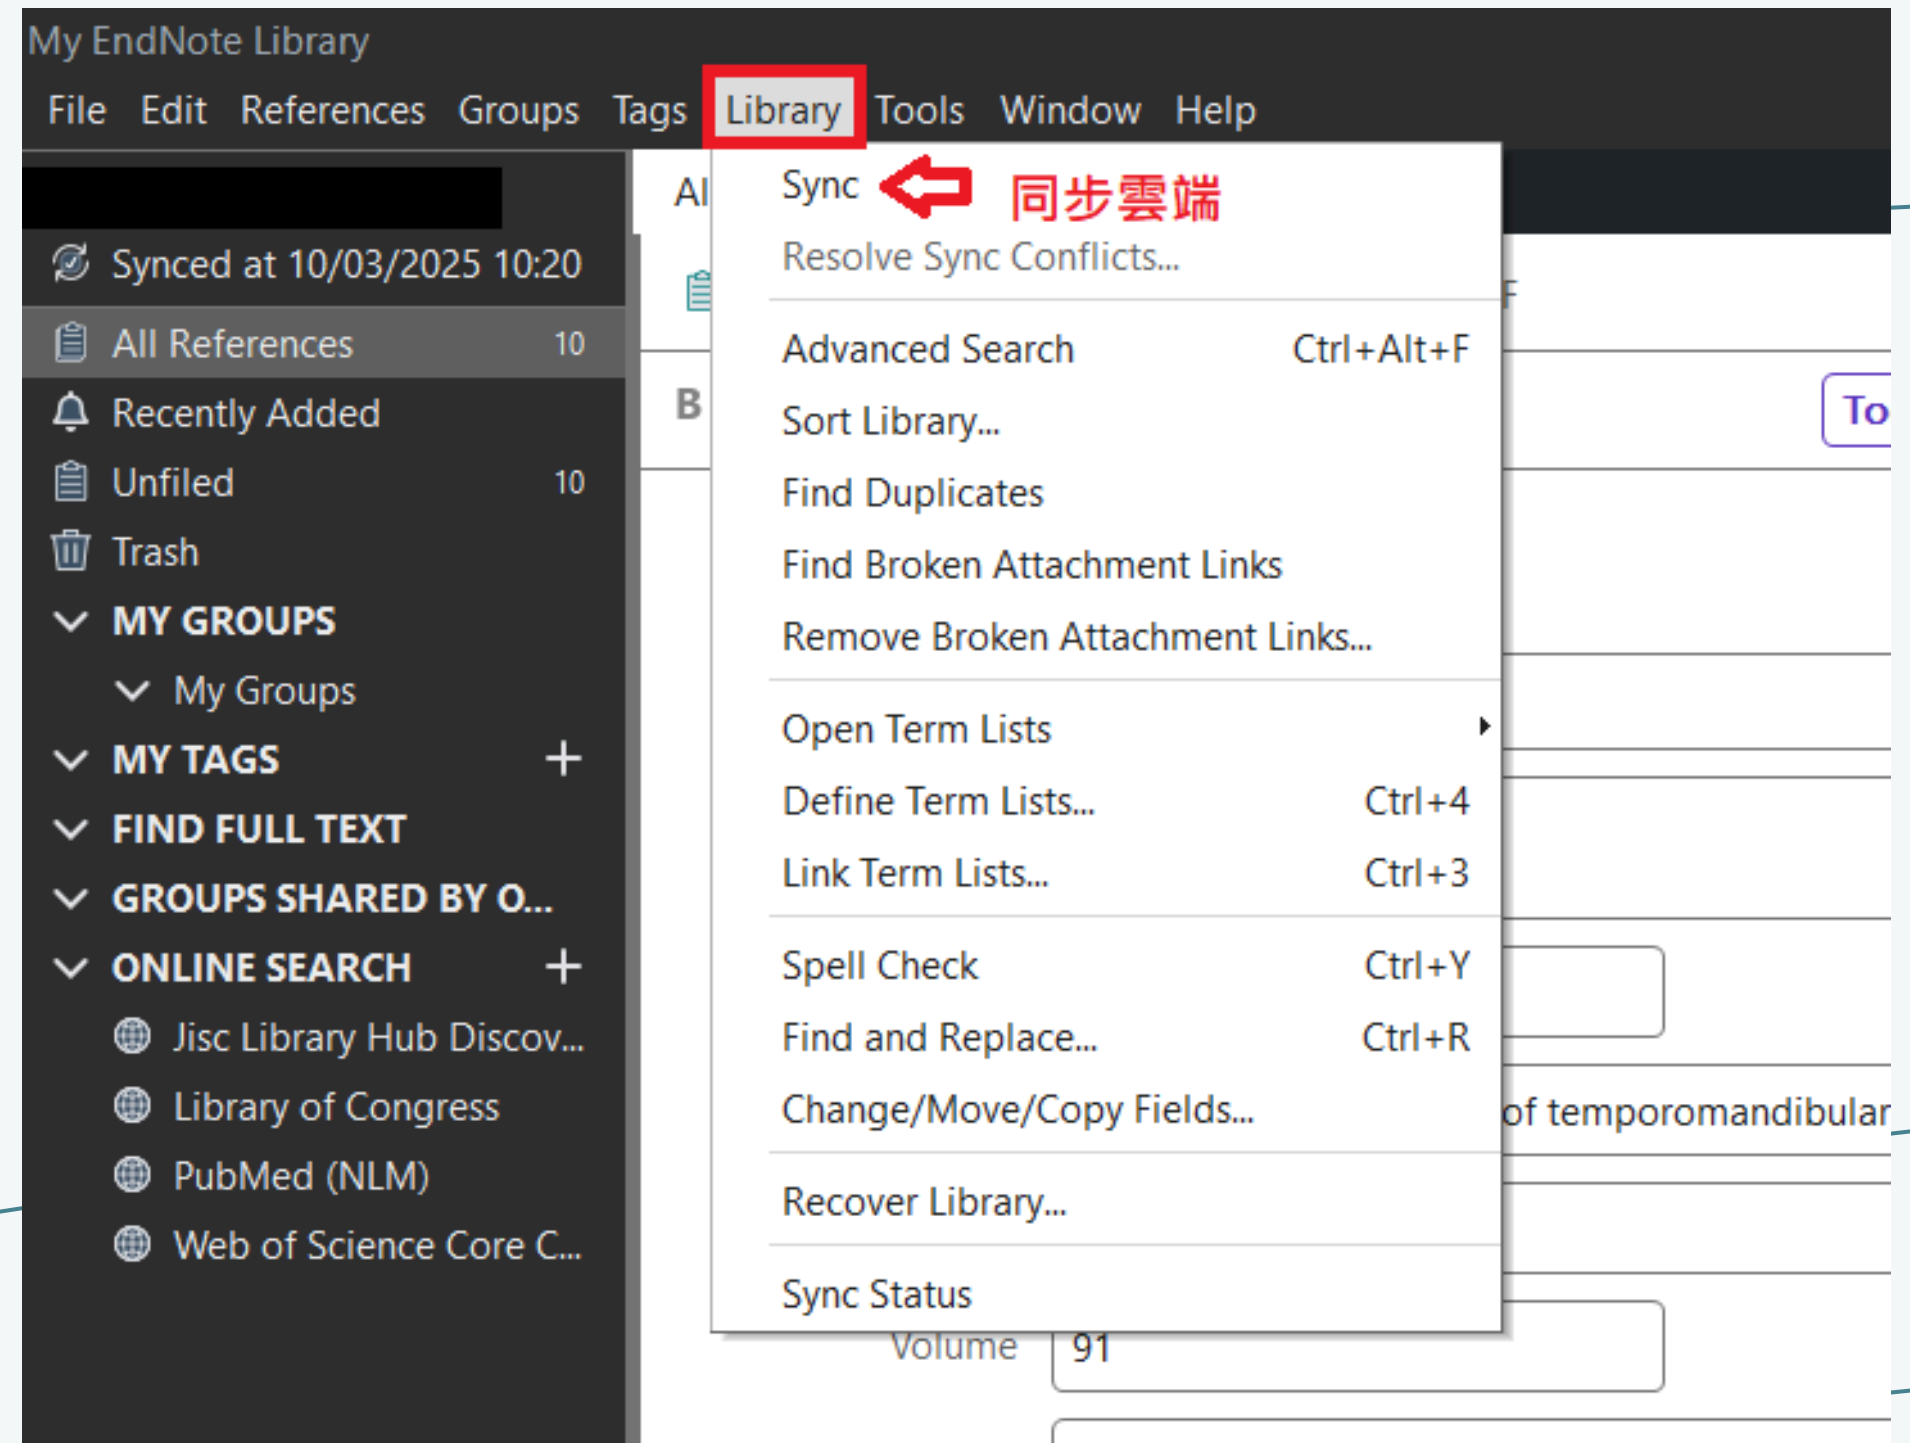 My EndNote Library
File Edit References Groups Tags Library Tools Window Help
Synced at 10/03/2025 10:20
All References 10
Recently Added
Unfiled 10
Trash
MY GROUPS
My Groups
MY TAGS +
FIND FULL TEXT
GROUPS SHARED BY O...
ONLINE SEARCH +
Jisc Library Hub Discov...
Library of Congress
PubMed (NLM)
Web of Science Core C...
Sync 同步雲端
Resolve Sync Conflicts...
Advanced Search Ctrl+Alt+F
Sort Library...
Find Duplicates
Find Broken Attachment Links
Remove Broken Attachment Links...
Open Term Lists
Define Term Lists... Ctrl+4
Link Term Lists... Ctrl+3
Spell Check Ctrl+Y
Find and Replace... Ctrl+R
Change/Move/Copy Fields...
Recover Library...
Sync Status
B
of temporomandibular
Volume 91